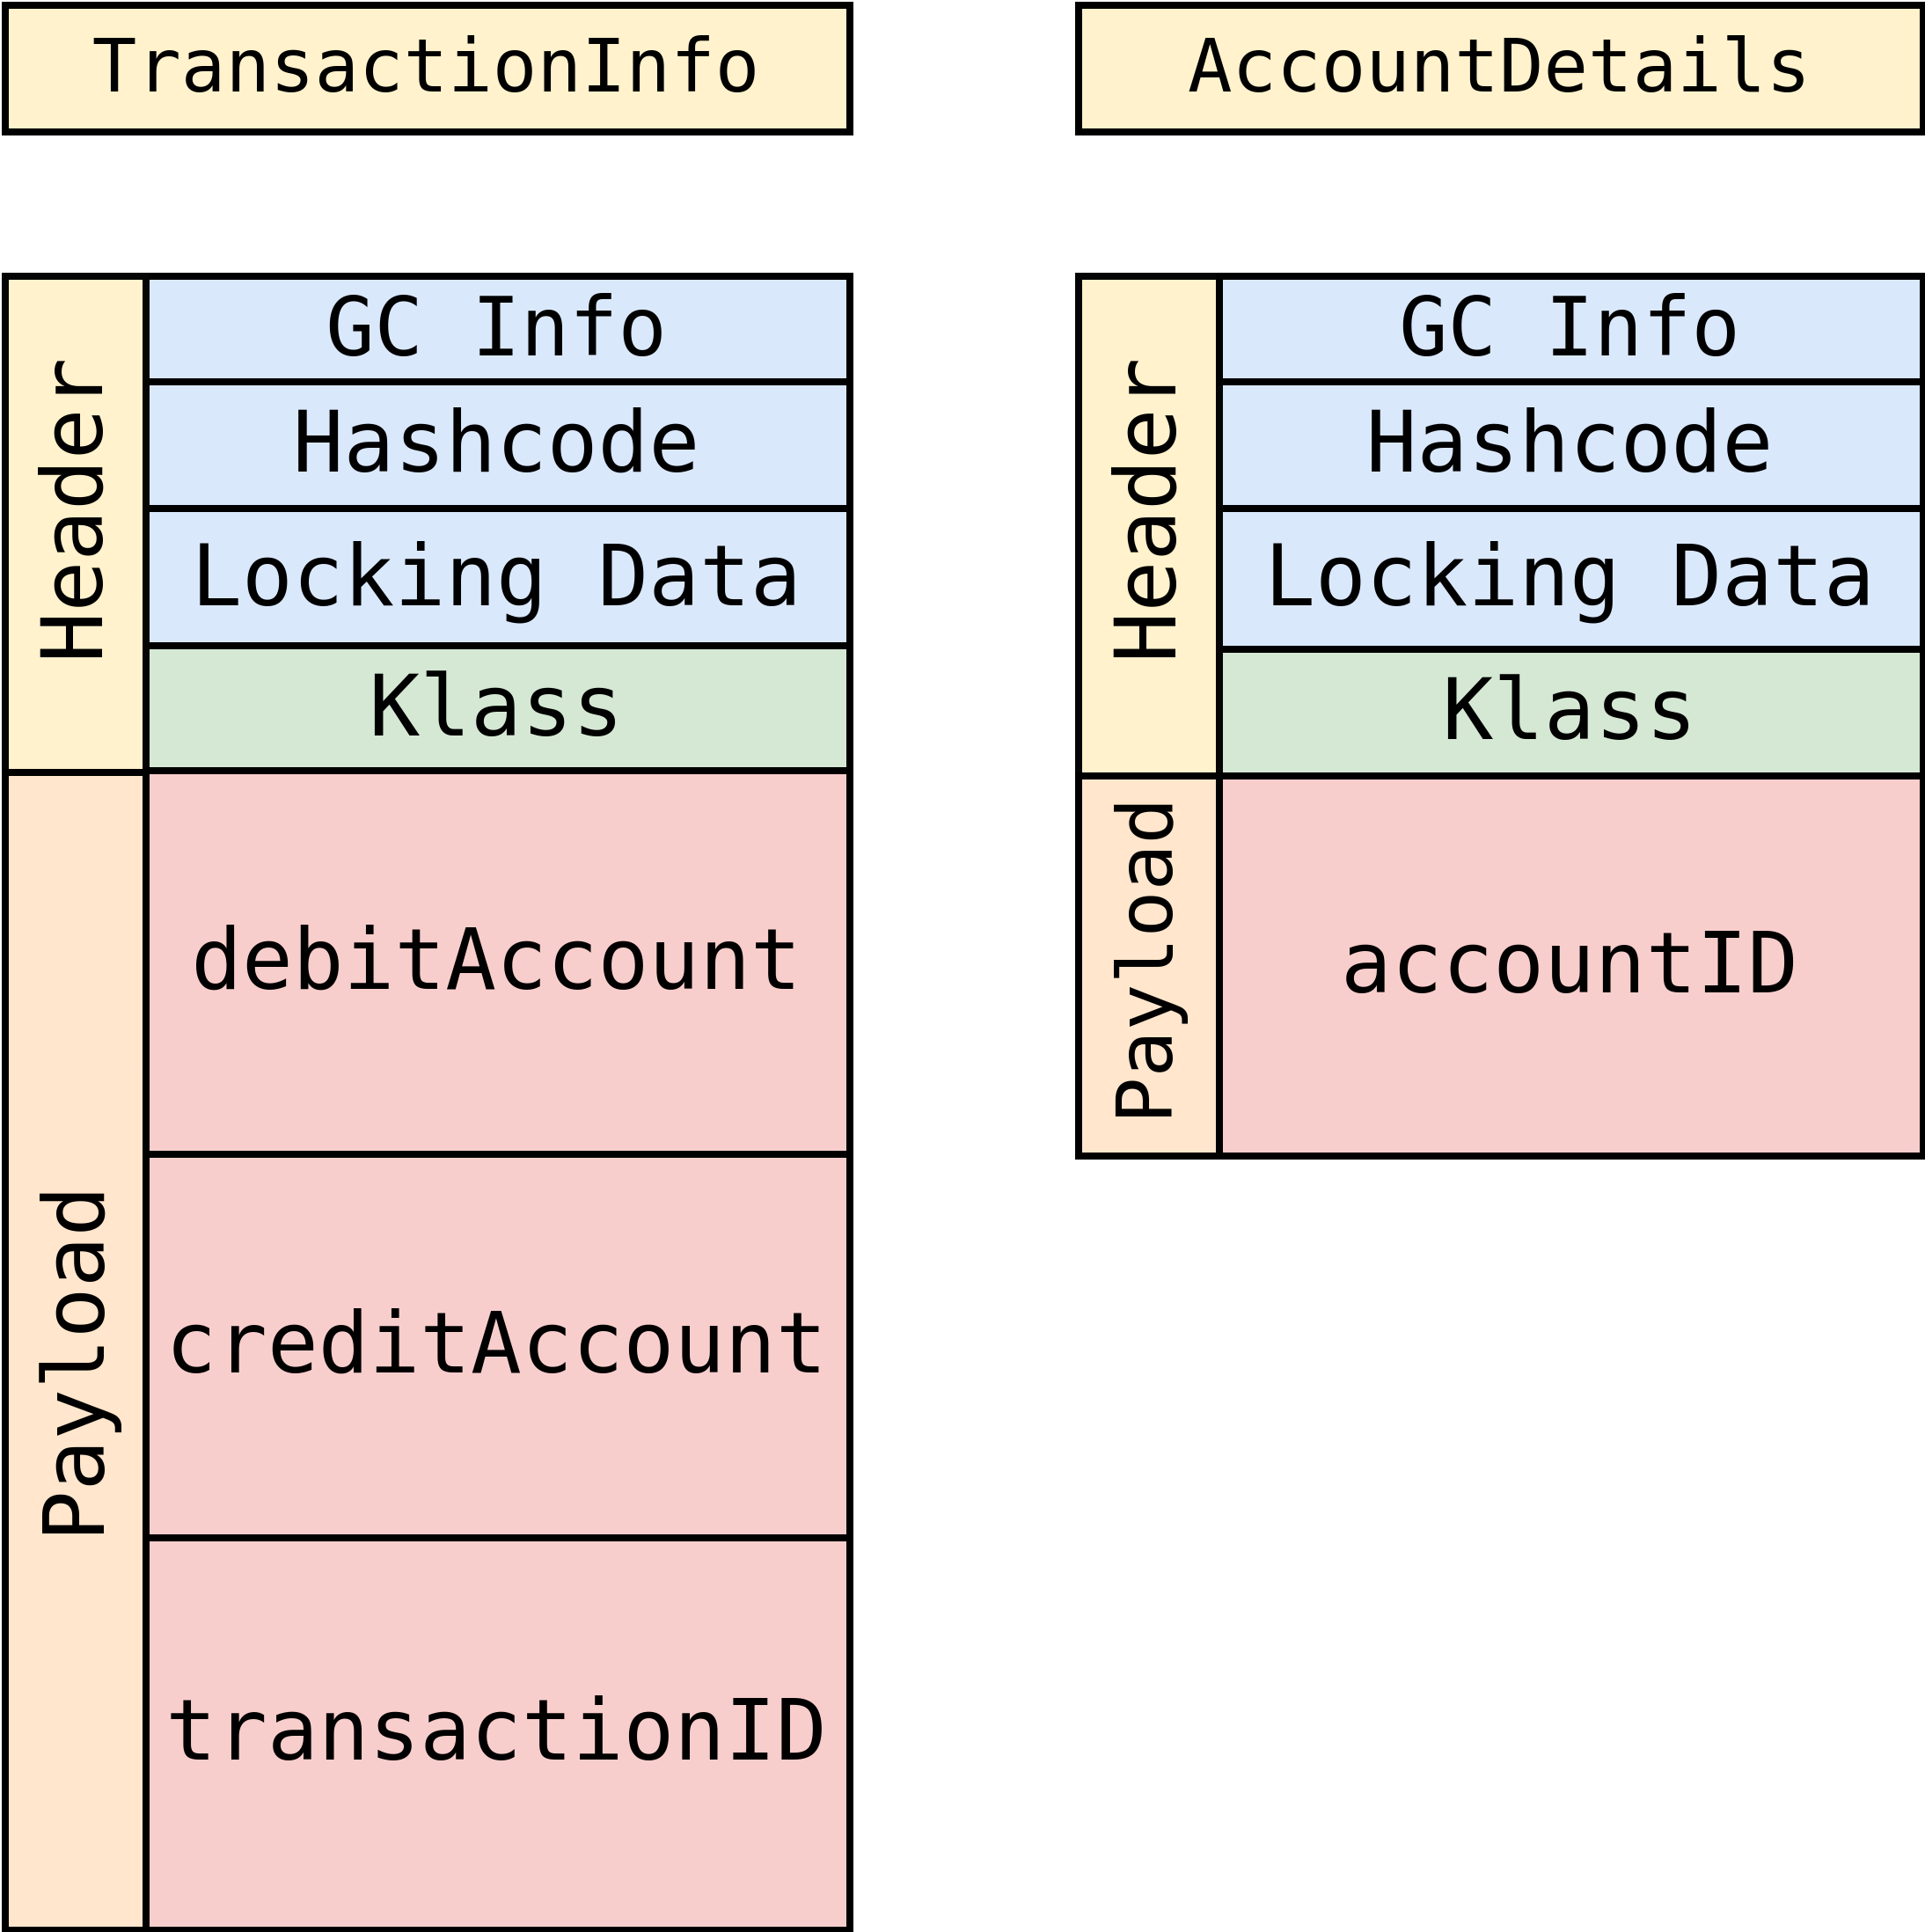 TransactionInfo
Header
GC Info
Hashcode
Locking Data
Klass
Payload
debitAccount
creditAccount
transactionID
AccountDetails
Header
GC Info
Hashcode
Locking Data
Klass
Payload
accountID